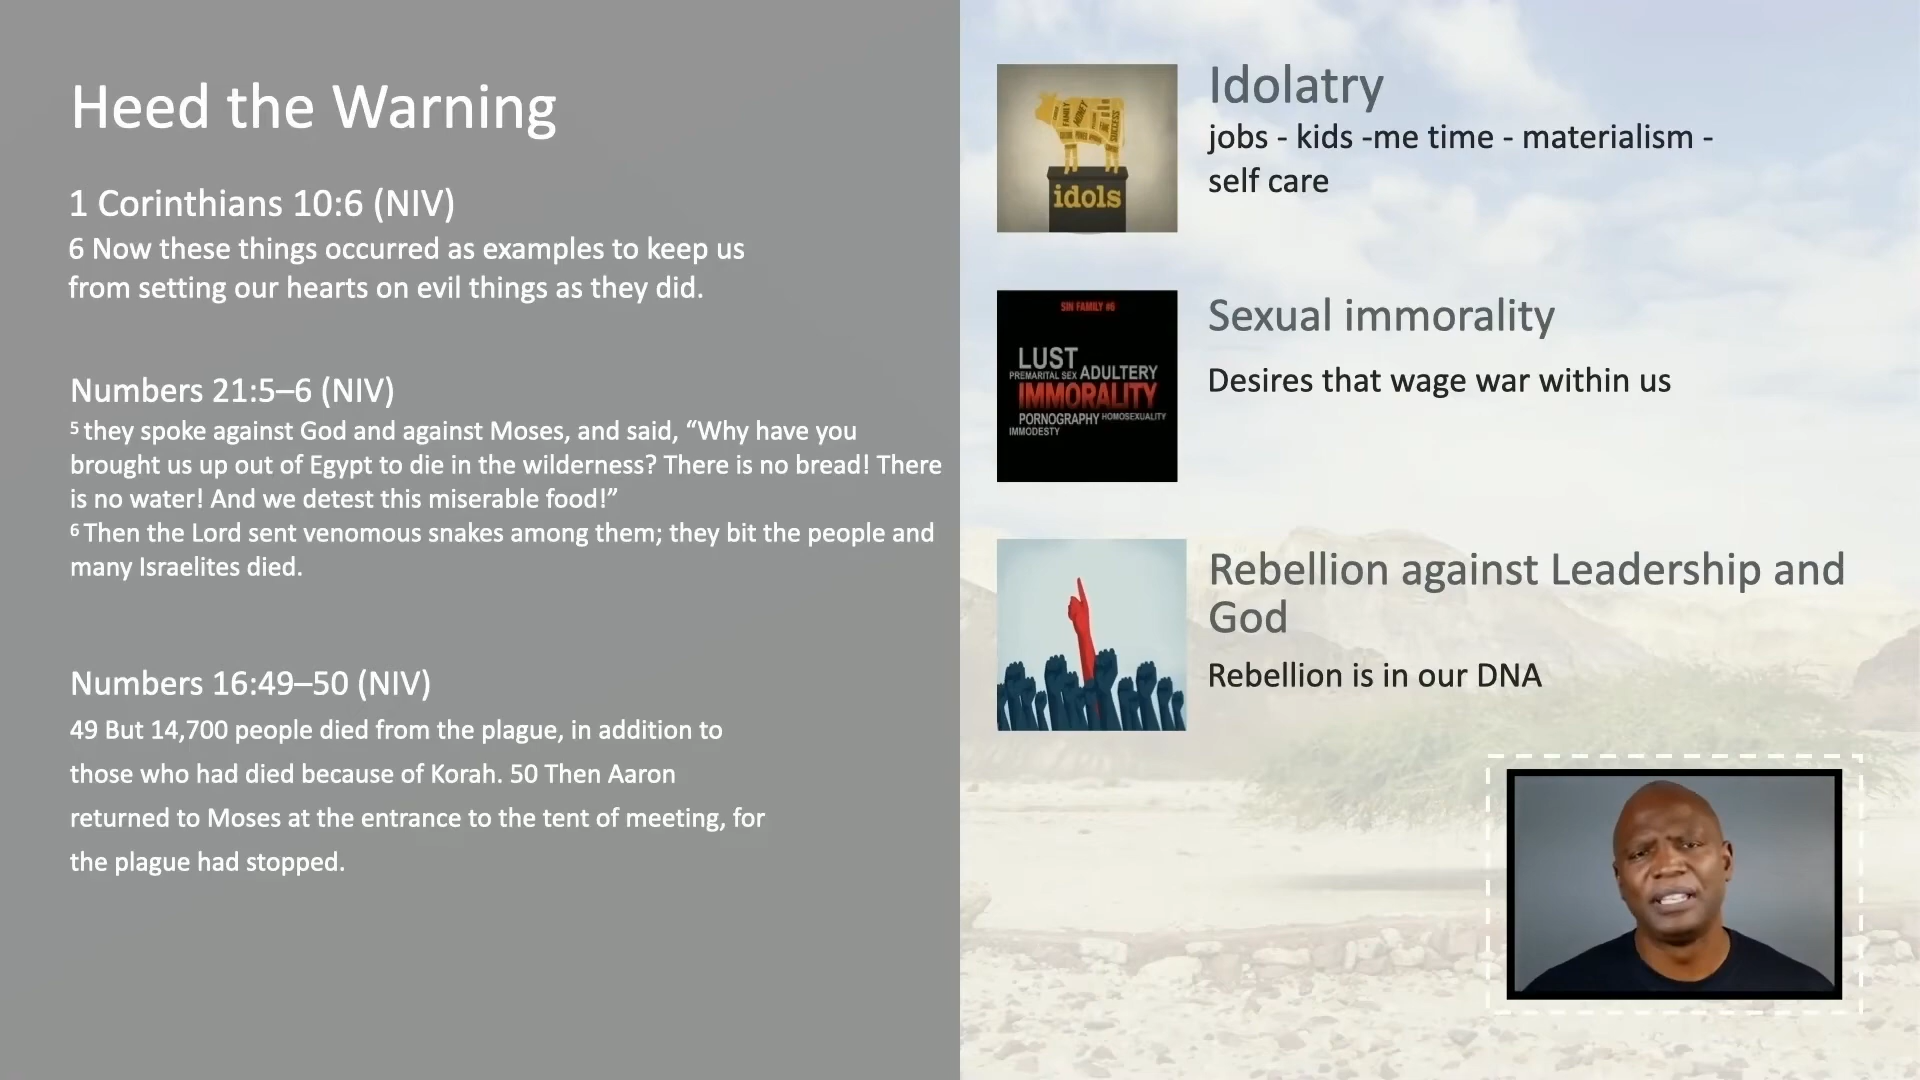 Heed the Warning
1 Corinthians 10:6 (NIV)
6 Now these things occurred as examples to keep us
from setting our hearts on evil things as they did.
Numbers 21:5–6 (NIV)
5 they spoke against God and against Moses, and said, “Why have you
brought us up out of Egypt to die in the wilderness? There is no bread! There
is no water! And we detest this miserable food!”
6 Then the Lord sent venomous snakes among them; they bit the people and
many Israelites died.
Numbers 16:49–50 (NIV)
49 But 14,700 people died from the plague, in addition to
those who had died because of Korah. 50 Then Aaron
returned to Moses at the entrance to the tent of meeting, for
the plague had stopped.
Idolatry
jobs - kids -me time - materialism -
self care
FAMILY
MONEY
SUCCESS
idols
Sexual immorality
Desires that wage war within us
SIN FAMILY #6
LUST
PREMARITAL SEX ADULTERY
IMMORALITY
PORNOGRAPHY HOMOSEXUALITY
IMMODESTY
Rebellion against Leadership and
God
Rebellion is in our DNA